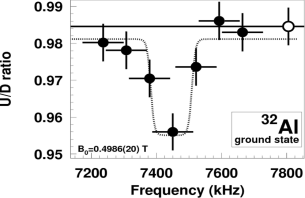 0.99
0.98
0.97
0.96
0.95
U/D ratio
³²Al
ground state
B₀=0.4986(20) T
7200 7400 7600 7800
Frequency (kHz)